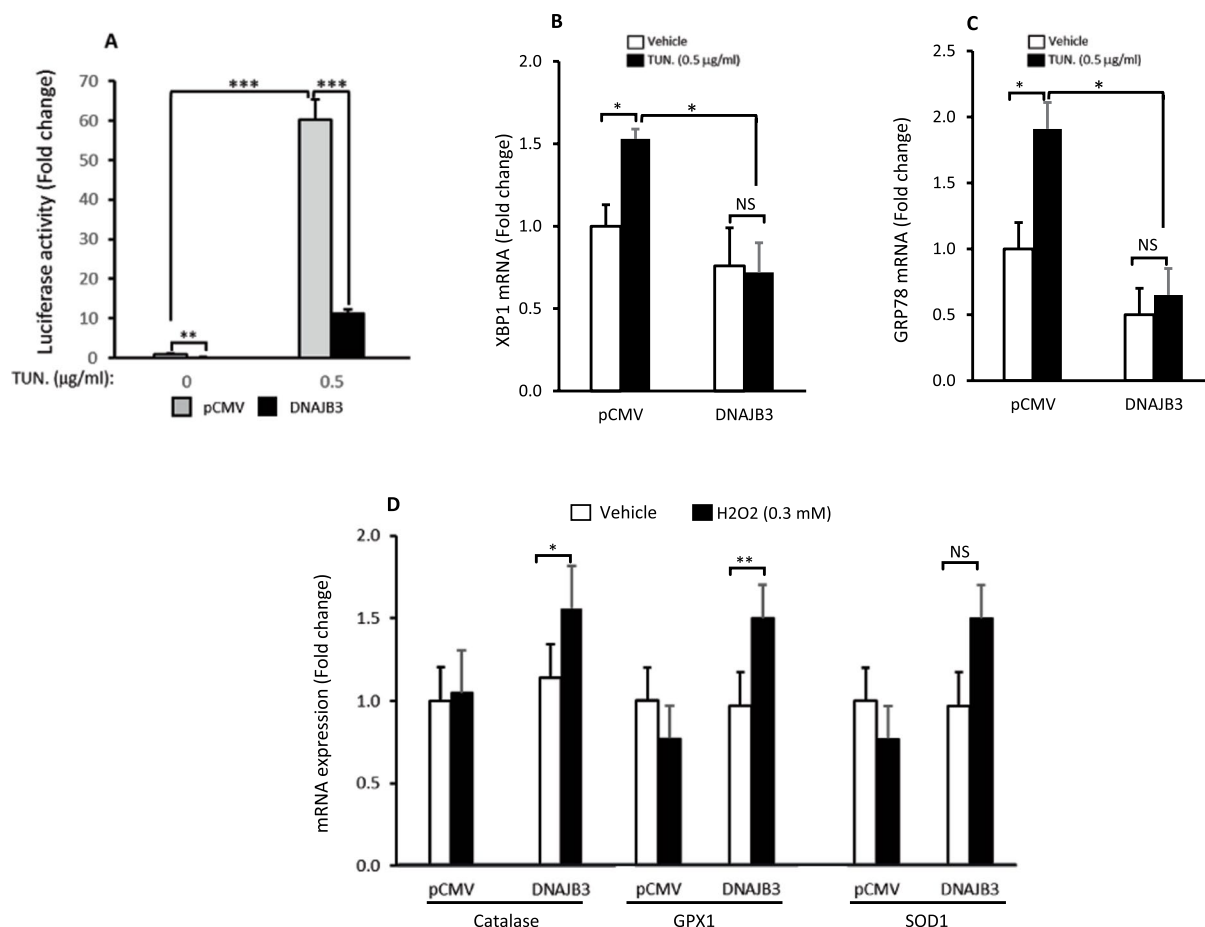 A
Luciferase activity (Fold change)
70
60
50
40
30
20
10
0
***
***
**
TUN. (µg/ml):
0
0.5
pCMV
DNAJB3
B
Vehicle
TUN. (0.5 µg/ml)
XBP1 mRNA (Fold change)
2.0
1.5
1.0
0.5
0.0
*
*
NS
pCMV
DNAJB3
C
Vehicle
TUN. (0.5 µg/ml)
GRP78 mRNA (Fold change)
2.5
2.0
1.5
1.0
0.5
0.0
*
*
NS
pCMV
DNAJB3
D
Vehicle
H2O2 (0.3 mM)
mRNA expression (Fold change)
2.0
1.5
1.0
0.5
0.0
*
**
NS
pCMV
DNAJB3
pCMV
DNAJB3
pCMV
DNAJB3
Catalase
GPX1
SOD1